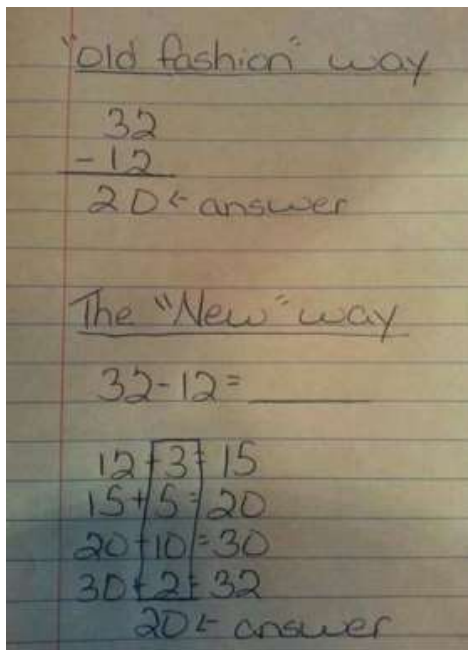 "old fashion" way
32
-12
20 ← answer
The "New" way
32-12=____
12+3=15
15+5=20
20+10=30
30+2=32
20 ← answer